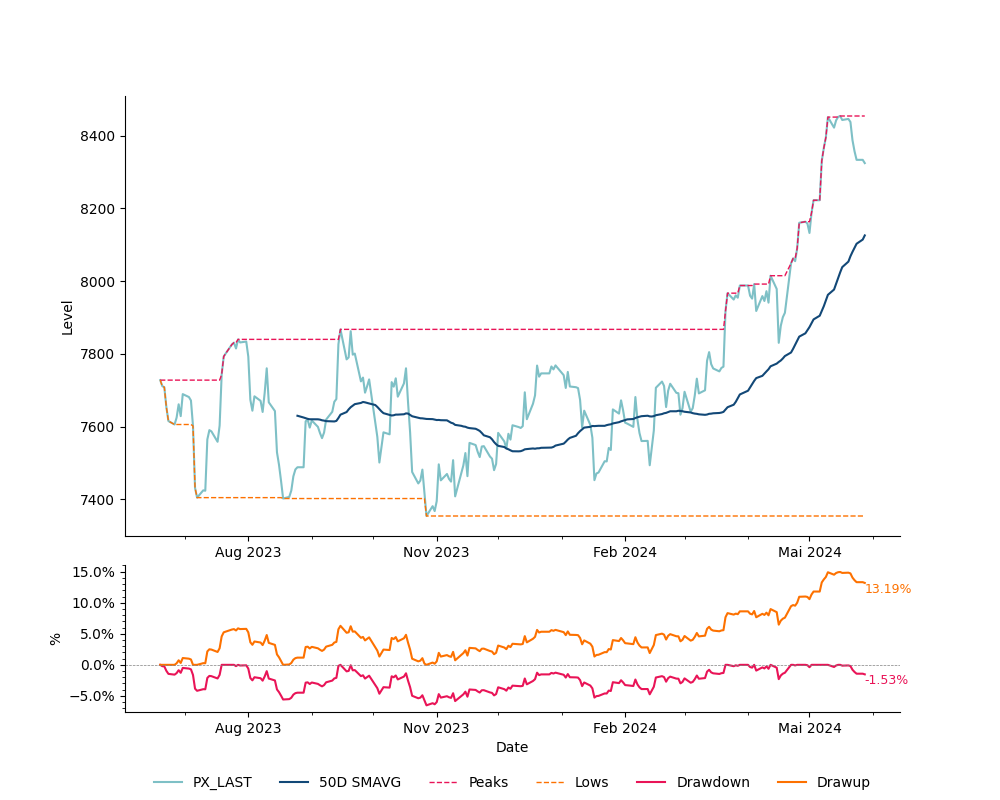 8400
8200
8000
7800
7600
7400
Level
Aug 2023 Nov 2023 Feb 2024 Mai 2024
15.0%
10.0%
5.0%
0.0%
−5.0%
%
13.19%
-1.53%
Aug 2023 Nov 2023 Feb 2024 Mai 2024
Date
PX_LAST 50D SMAVG Peaks Lows Drawdown Drawup